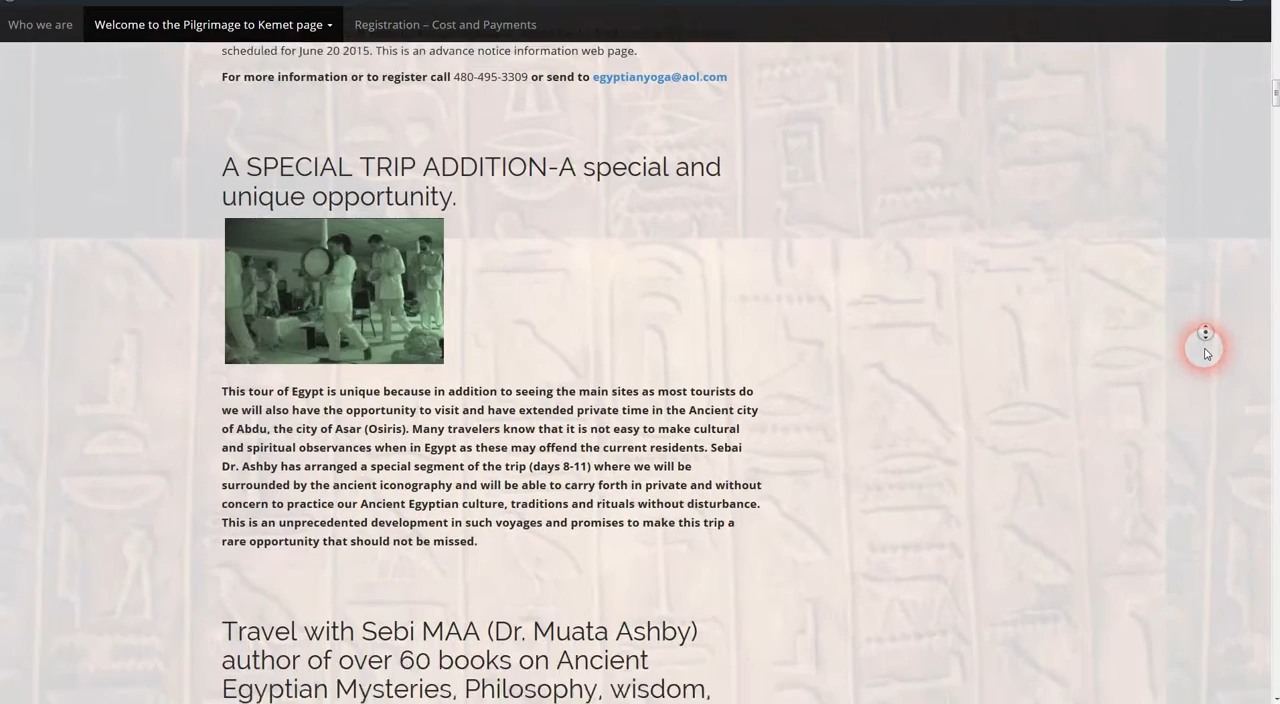 Who we are
Welcome to the Pilgrimage to Kemet page
Registration – Cost and Payments
scheduled for June 20 2015. This is an advance notice information web page.
For more information or to register call 480-495-3309 or send to egyptianyoga@aol.com
A SPECIAL TRIP ADDITION-A special and
unique opportunity.
This tour of Egypt is unique because in addition to seeing the main sites as most tourists do
we will also have the opportunity to visit and have extended private time in the Ancient city
of Abdu, the city of Asar (Osiris). Many travelers know that it is not easy to make cultural
and spiritual observances when in Egypt as these may offend the current residents. Sebai
Dr. Ashby has arranged a special segment of the trip (days 8-11) where we will be
surrounded by the ancient iconography and will be able to carry forth in private and without
concern to practice our Ancient Egyptian culture, traditions and rituals without disturbance.
This is an unprecedented development in such voyages and promises to make this trip a
rare opportunity that should not be missed.
Travel with Sebi MAA (Dr. Muata Ashby)
author of over 60 books on Ancient
Egyptian Mysteries, Philosophy, wisdom,